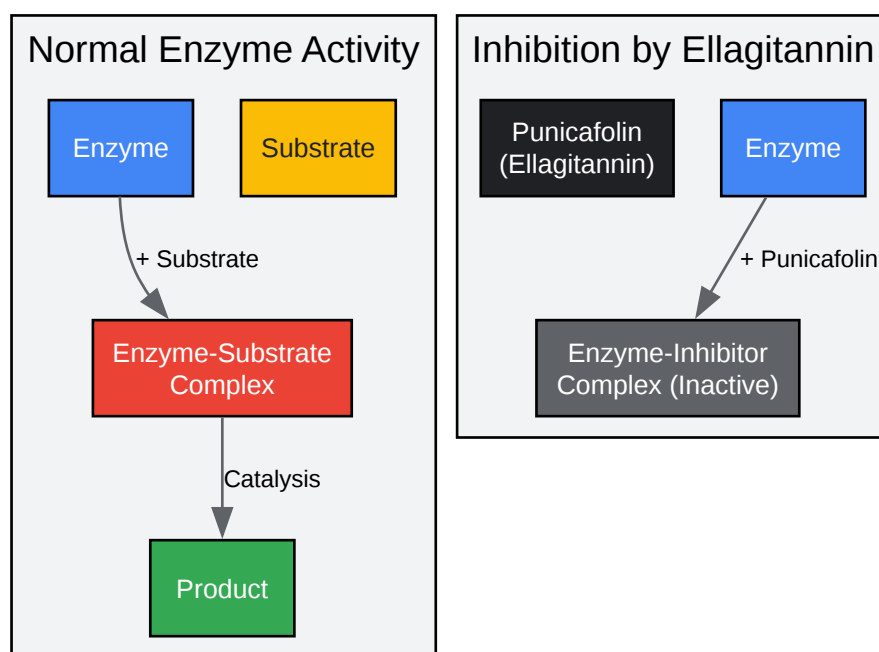 Normal Enzyme Activity
Enzyme
Substrate
+ Substrate
Enzyme-Substrate
Complex
Catalysis
Product
Inhibition by Ellagitannin
Punicafolin
(Ellagitannin)
Enzyme
+ Punicafolin
Enzyme-Inhibitor
Complex (Inactive)